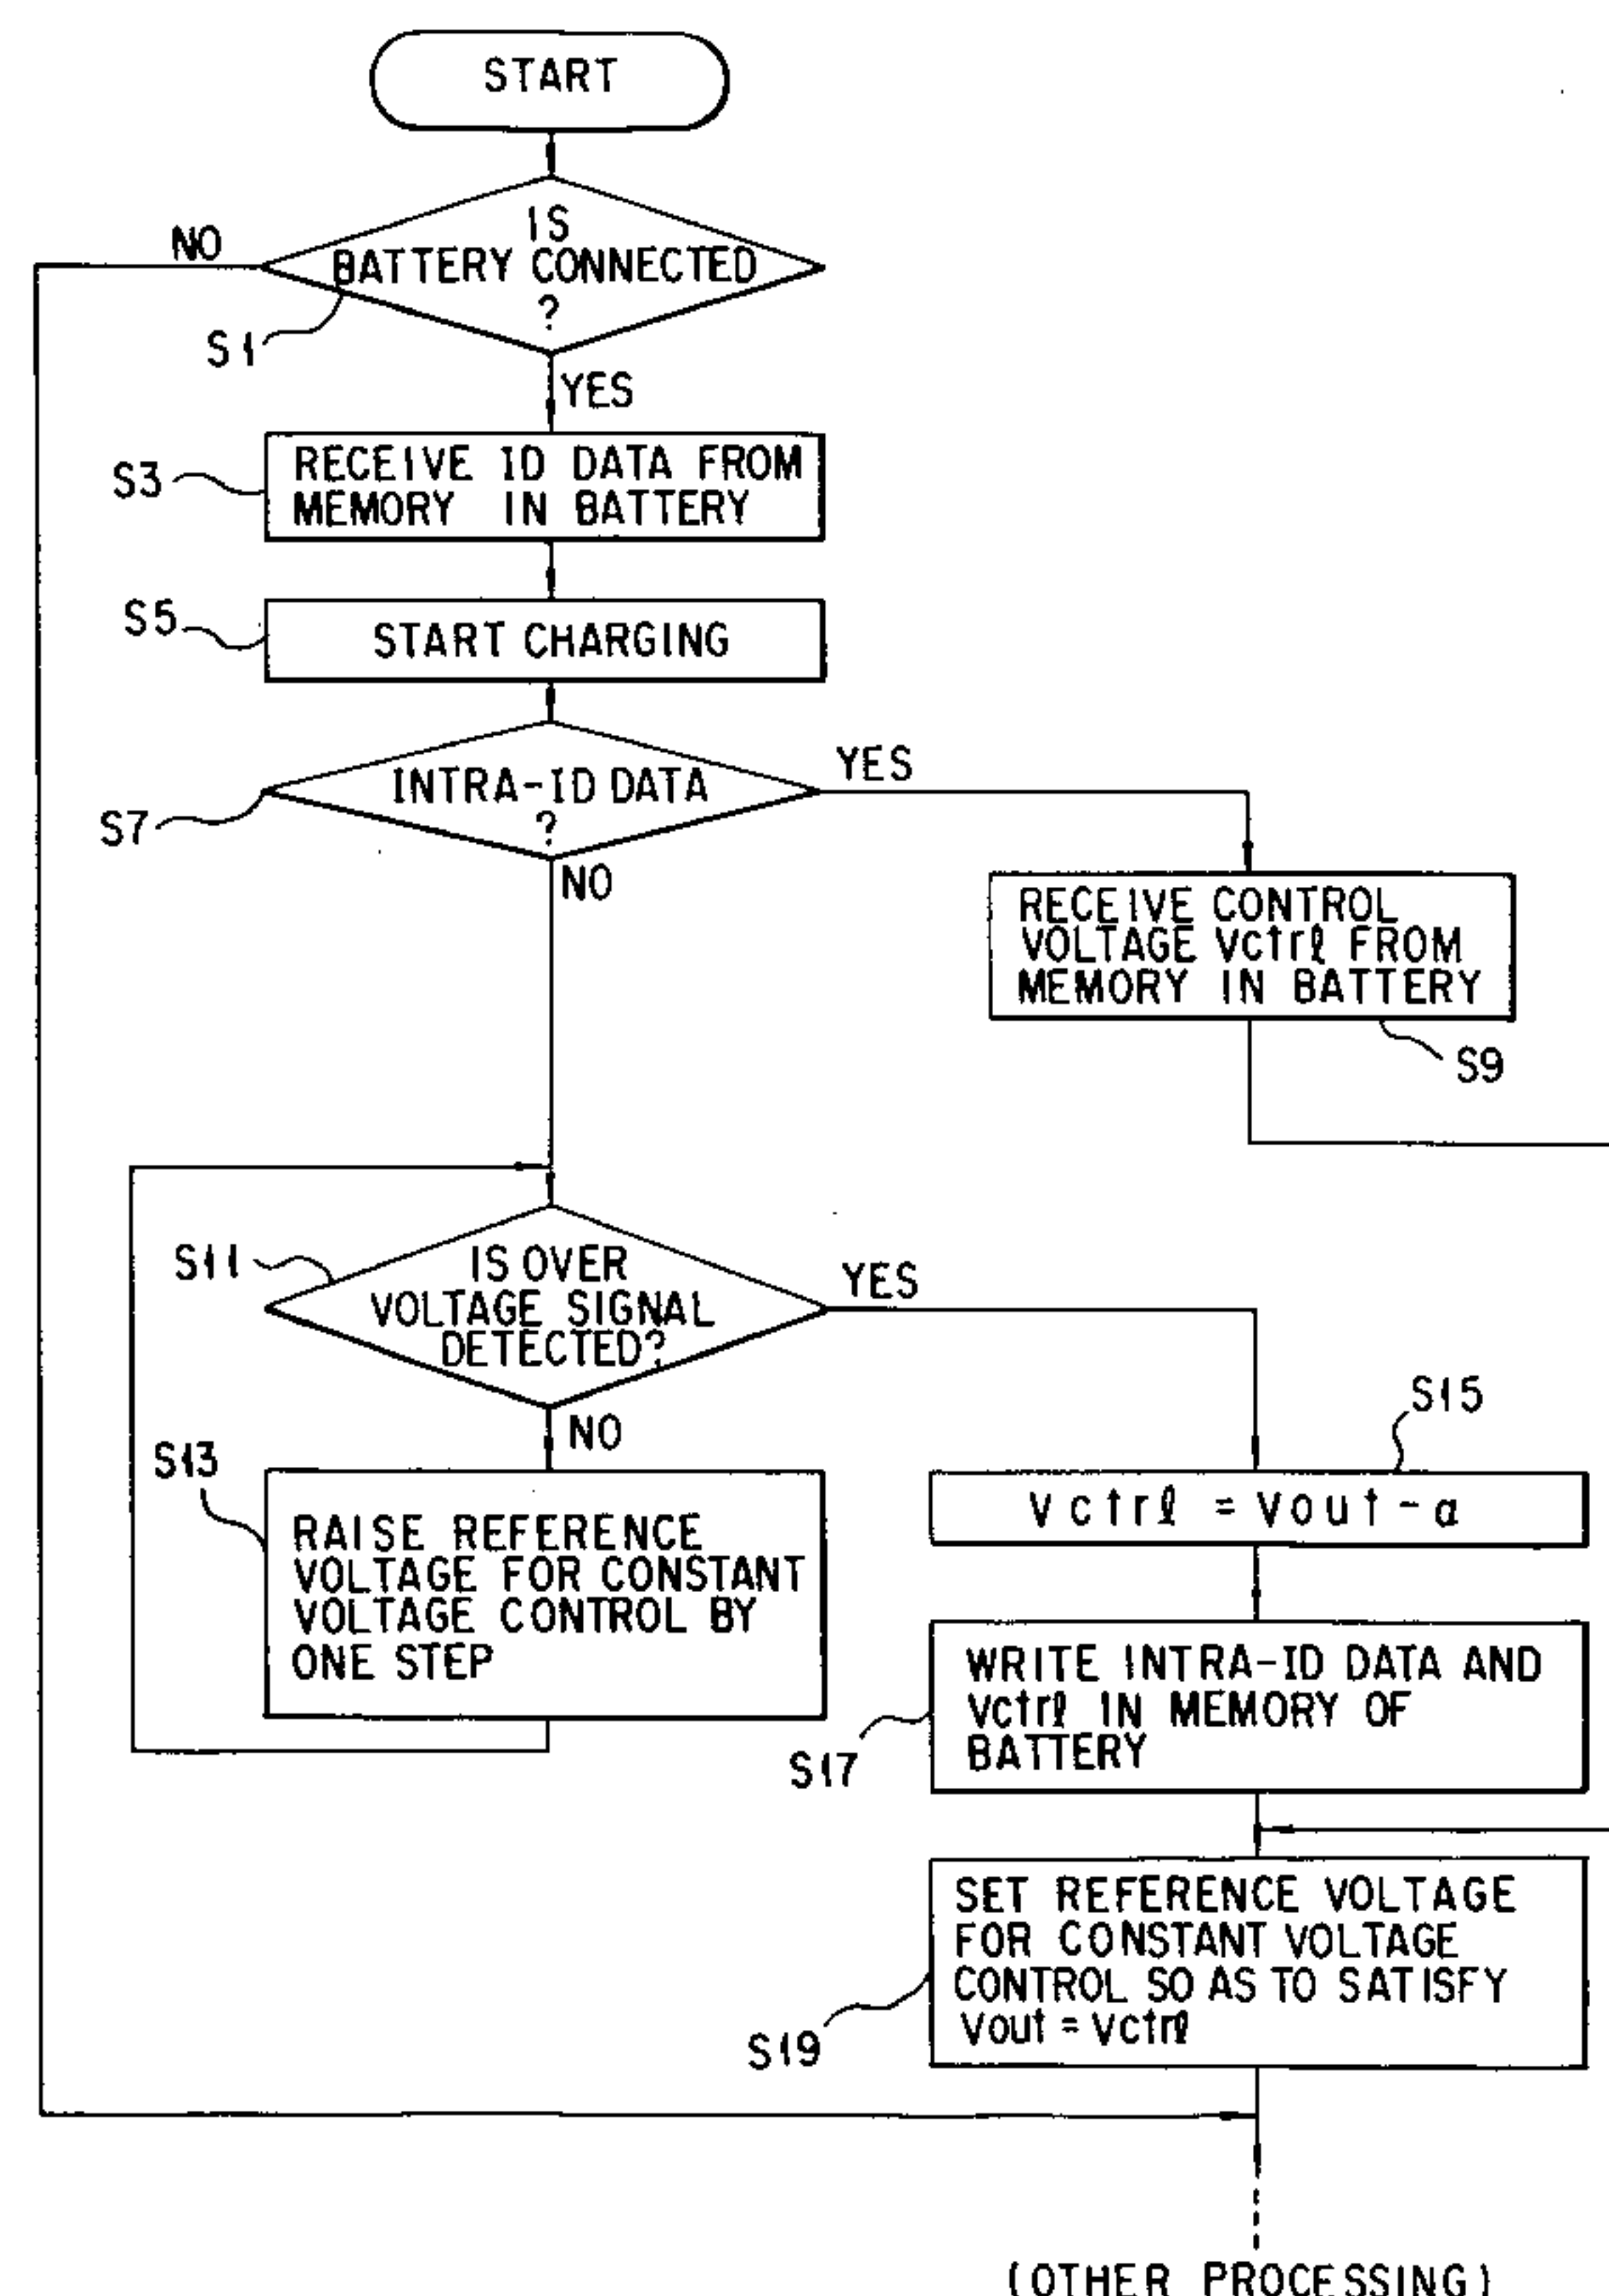 START
IS
BATTERY CONNECTED
?
NO
S1
YES
RECEIVE ID DATA FROM
MEMORY IN BATTERY
S3
START CHARGING
S5
INTRA-ID DATA
?
YES
S7
NO
RECEIVE CONTROL
VOLTAGE Vctrl FROM
MEMORY IN BATTERY
S9
IS OVER
VOLTAGE SIGNAL
DETECTED?
S11
YES
NO
S13
RAISE REFERENCE
VOLTAGE FOR CONSTANT
VOLTAGE CONTROL BY
ONE STEP
S15
Vctrl = Vout - α
WRITE INTRA-ID DATA AND
Vctrl IN MEMORY OF
BATTERY
S17
SET REFERENCE VOLTAGE
FOR CONSTANT VOLTAGE
CONTROL SO AS TO SATISFY
Vout = Vctrl
S19
(OTHER PROCESSING)